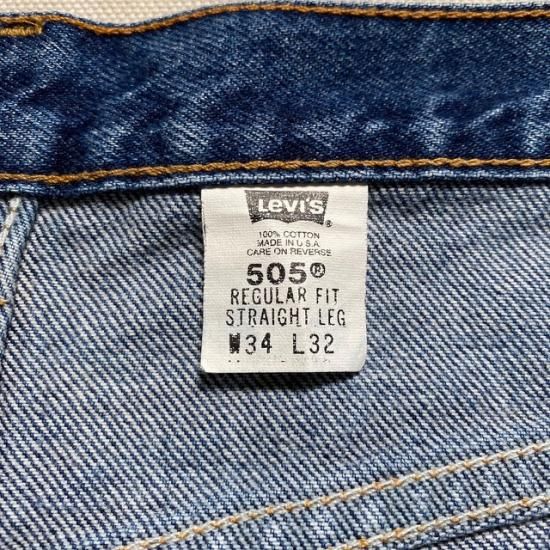 Levi's
®
100% COTTON
MADE IN U.S.A.
CARE ON REVERSE
505®
REGULAR FIT
STRAIGHT LEG
W34 L32